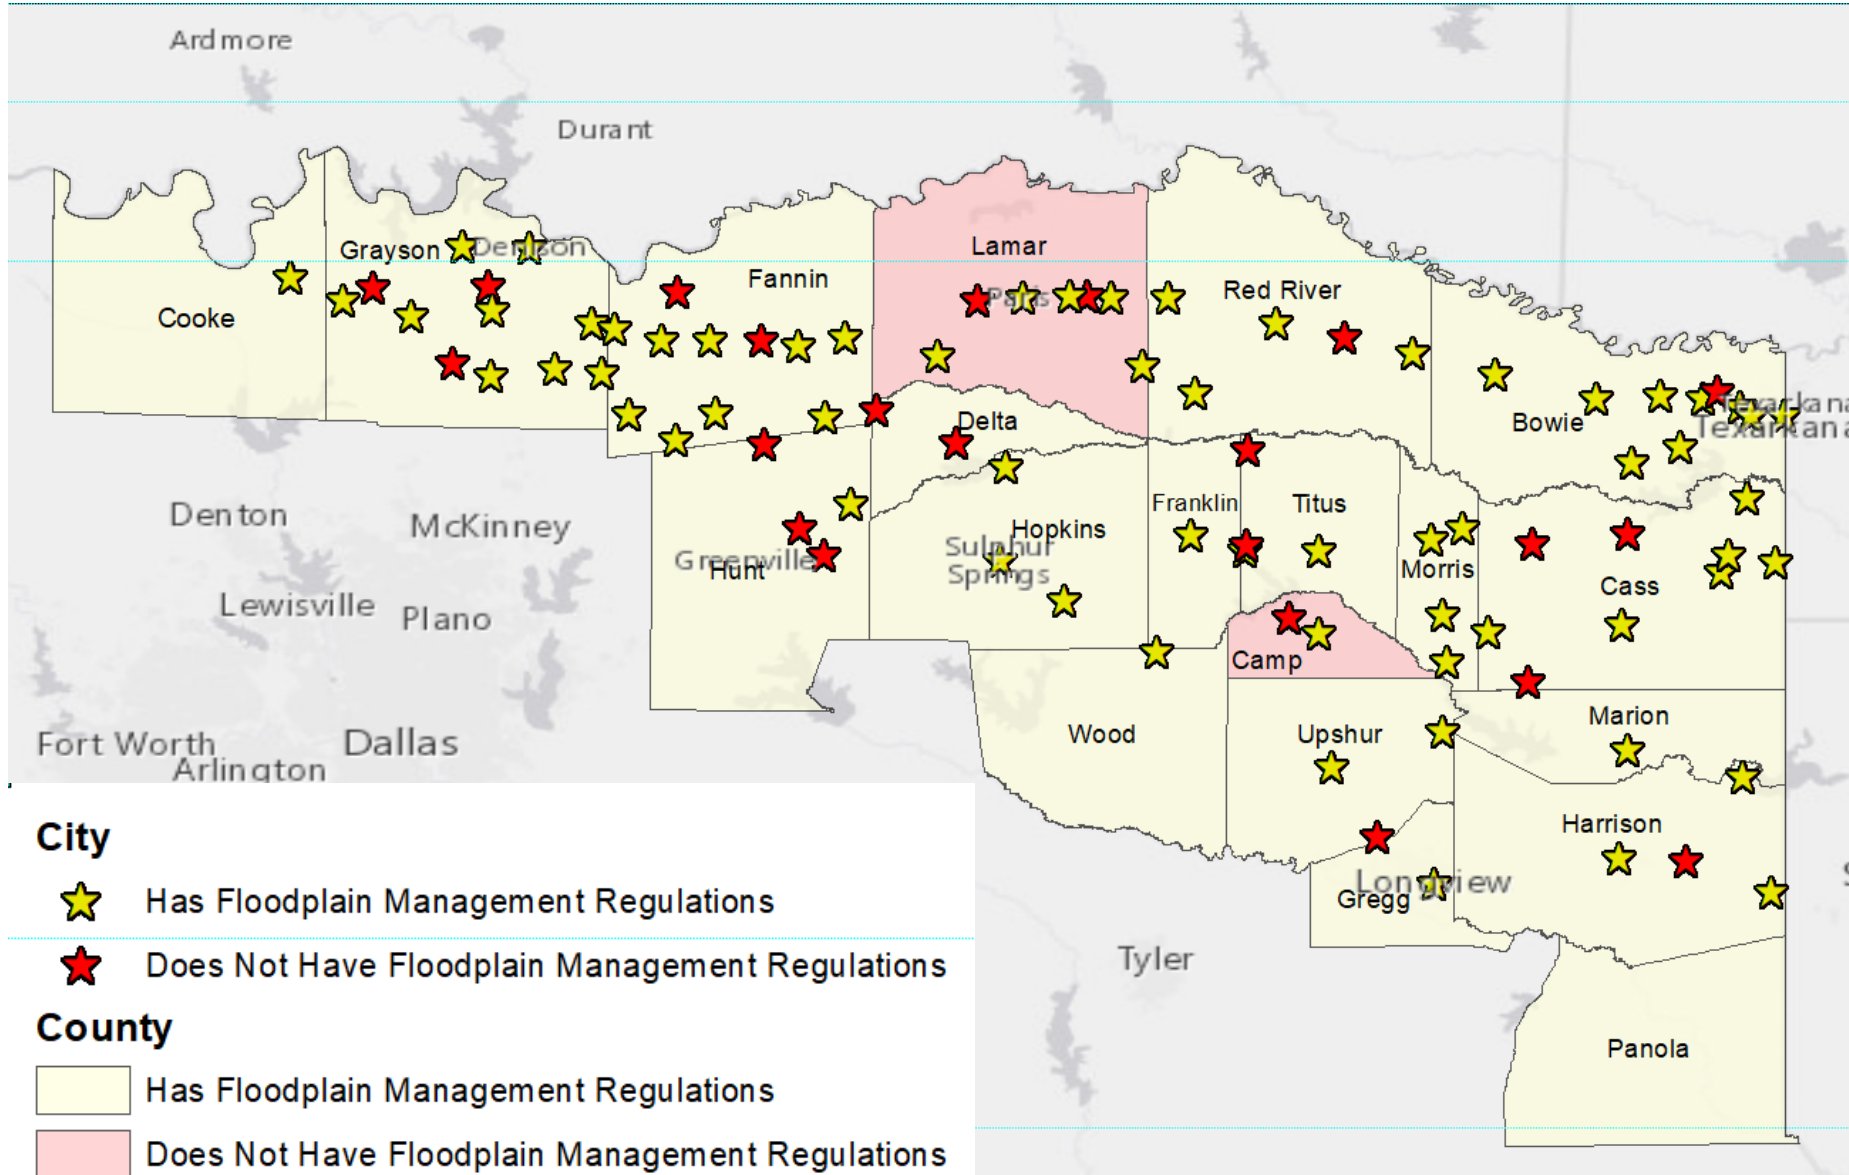 Ardmore
Durant
Grayson
Denison
Lamar
Fannin
Red River
Cooke
Paris
Texarkana
Texarkana
Delta
Bowie
Franklin
Titus
Denton
McKinney
Hopkins
Sulphur
Springs
Greenville
Hunt
Morris
Cass
Lewisville
Plano
Camp
Marion
Wood
Upshur
Fort Worth
Dallas
Arlington
Harrison
Longview
Gregg
Tyler
Panola
City
Has Floodplain Management Regulations
Does Not Have Floodplain Management Regulations
County
Has Floodplain Management Regulations
Does Not Have Floodplain Management Regulations